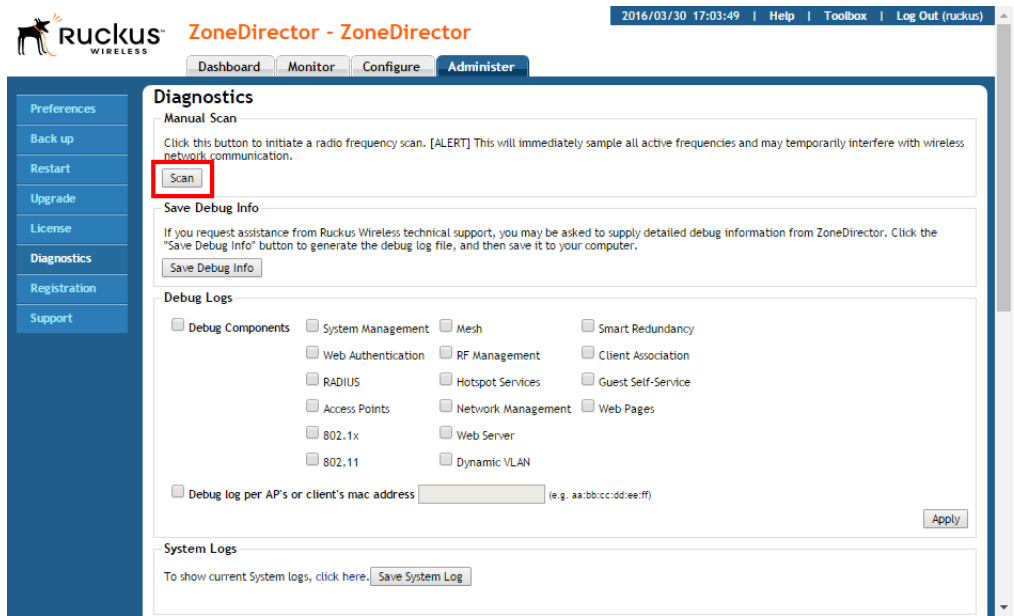 2016/03/30 17:03:49 | Help | Toolbox | Log Out (ruckus)
RUCKUS™
WIRELESS
ZoneDirector - ZoneDirector
Dashboard Monitor Configure Administer
Preferences
Back up
Restart
Upgrade
License
Diagnostics
Registration
Support
Diagnostics
Manual Scan
Click this button to initiate a radio frequency scan. [ALERT] This will immediately sample all active frequencies and may temporarily interfere with wireless
network communication.
Scan
Save Debug Info
If you request assistance from Ruckus Wireless technical support, you may be asked to supply detailed debug information from ZoneDirector. Click the
"Save Debug Info" button to generate the debug log file, and then save it to your computer.
Save Debug Info
Debug Logs
Debug Components System Management Mesh Smart Redundancy
Web Authentication RF Management Client Association
RADIUS Hotspot Services Guest Self-Service
Access Points Network Management Web Pages
802.1x Web Server
802.11 Dynamic VLAN
Debug log per AP's or client's mac address (e.g. aa:bb:cc:dd:ee:ff)
Apply
System Logs
To show current System logs, click here. Save System Log